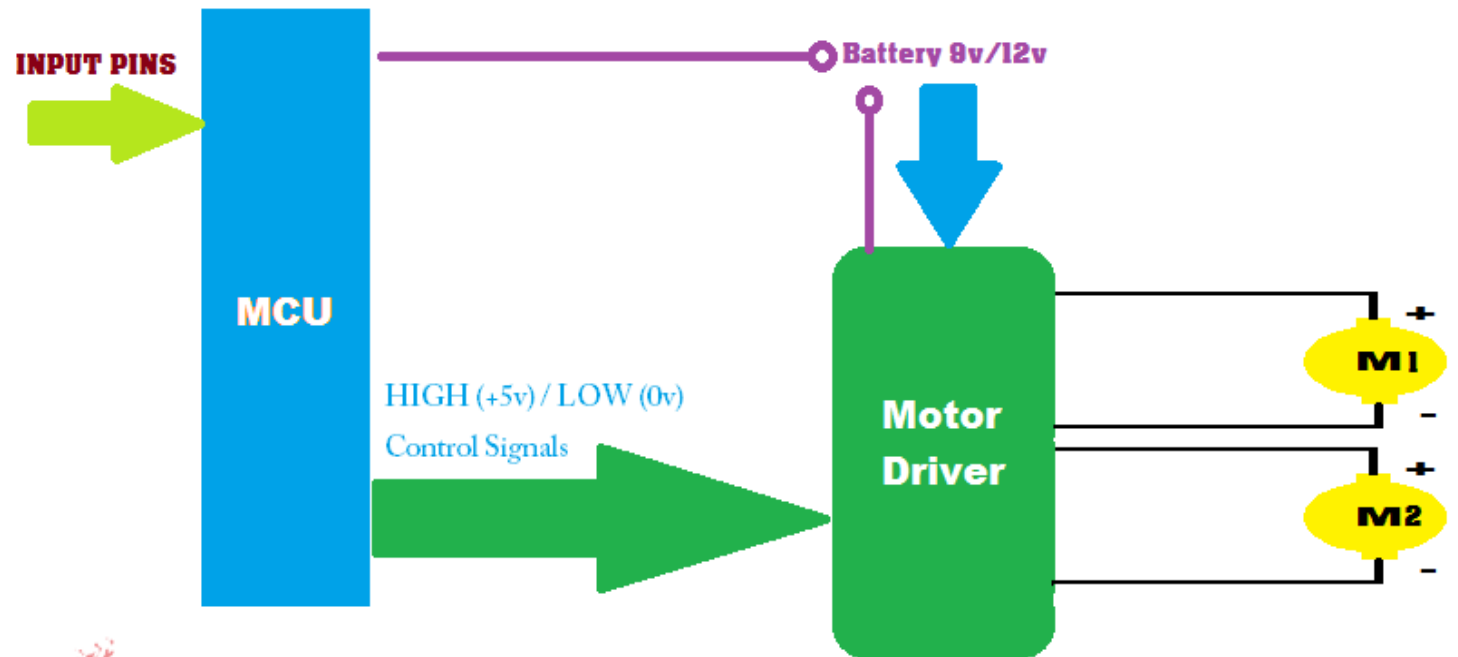 INPUT PINS
Battery 9v/12v
MCU
HIGH (+5v) / LOW (0v)
Control Signals
Motor
Driver
+
M1
-
+
M2
-